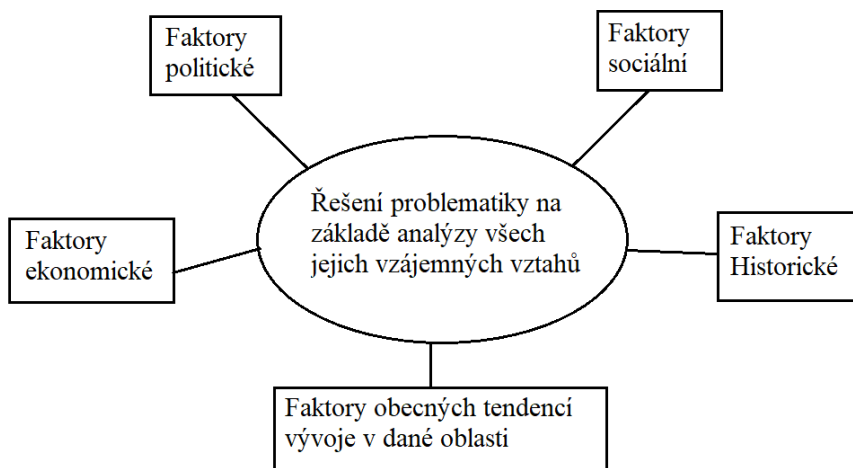 Faktory
politické
Faktory
sociální
Řešení problematiky na
základě analýzy všech
jejich vzájemných vztahů
Faktory
ekonomické
Faktory
Historické
Faktory obecných tendencí
vývoje v dané oblasti